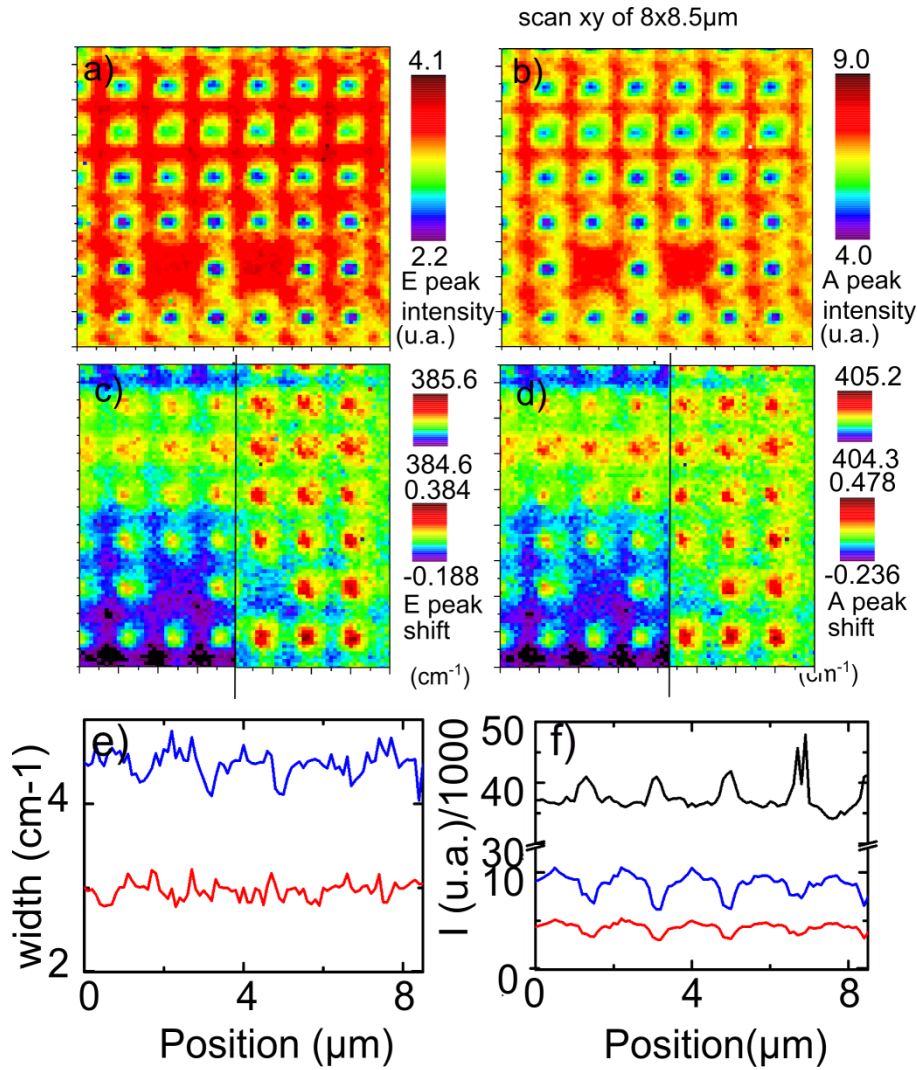 scan xy of 8x8.5µm
a)
4.1
2.2
E peak
intensity
(u.a.)
b)
9.0
4.0
A peak
intensity
(u.a.)
c)
385.6
384.6
0.384
-0.188
E peak
shift
(cm-1)
d)
405.2
404.3
0.478
-0.236
A peak
shift
(cm-1)
e)
width (cm-1)
4
2
0 4 8
Position (µm)
f)
I (u.a.)/1000
50
40
30
10
0
0 4 8
Position(µm)